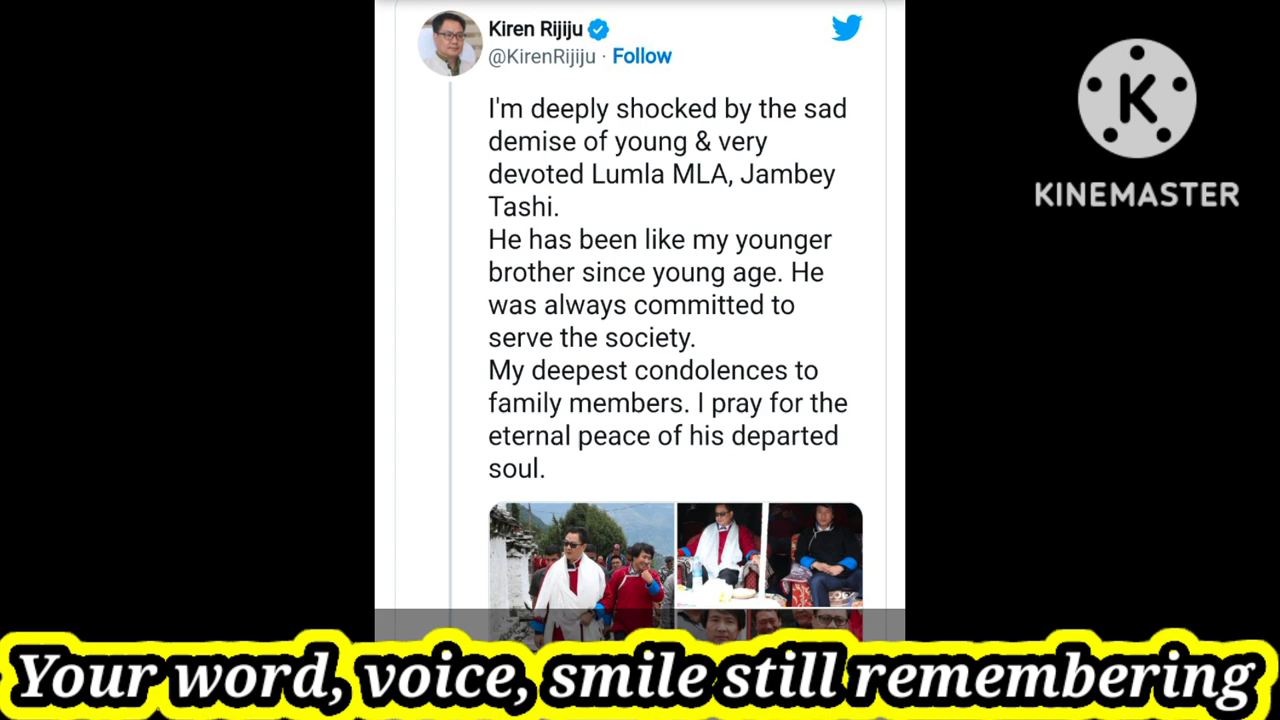 Kiren Rijiju
@KirenRijiju · Follow
I'm deeply shocked by the sad
demise of young & very
devoted Lumla MLA, Jambey
Tashi.
He has been like my younger
brother since young age. He
was always committed to
serve the society.
My deepest condolences to
family members. I pray for the
eternal peace of his departed
soul.
K
KINEMASTER
Your word, voice, smile still remembering